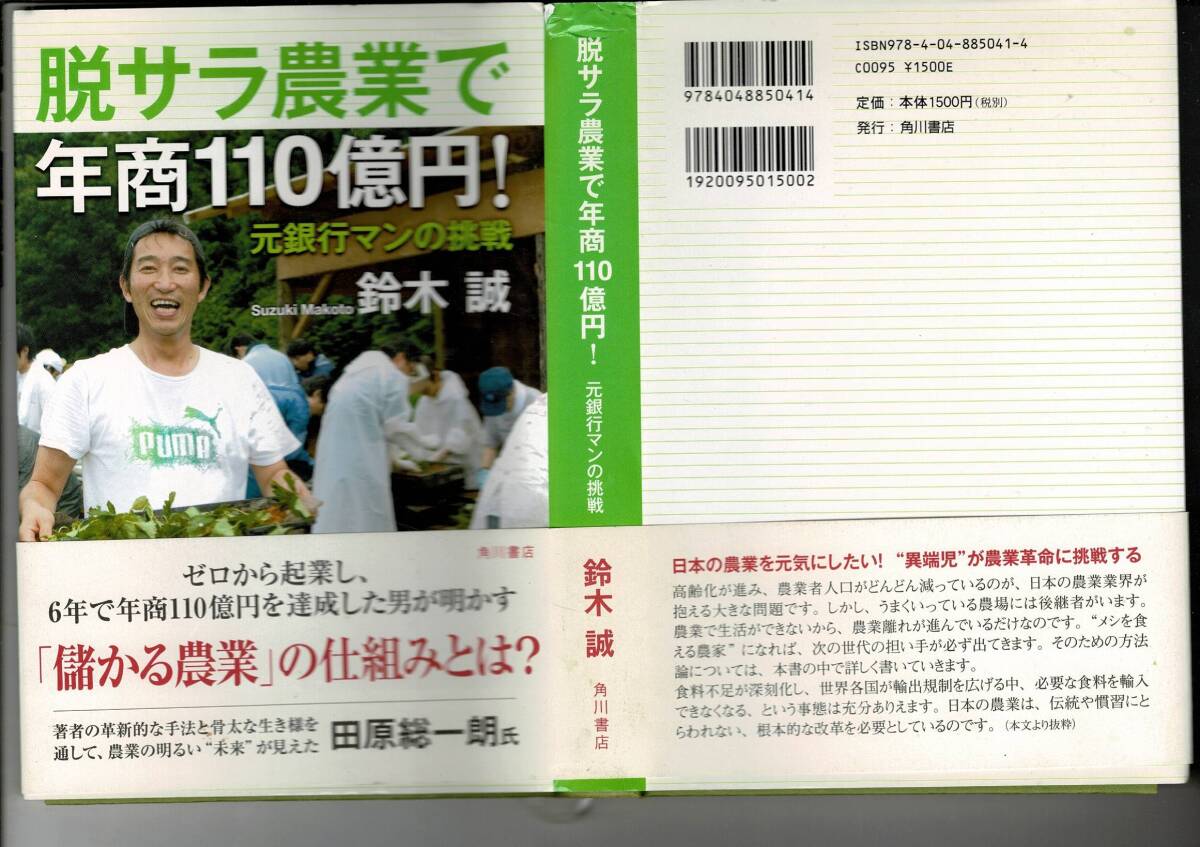 脱サラ農業で
年商110億円!
元銀行マンの挑戦
Suzuki Makoto 鈴木 誠
PUMA
角川書店
ゼロから起業し、
6年で年商110億円を達成した男が明かす
「儲かる農業」の仕組みとは?
著者の革新的な手法と骨太な生き様を
通して、農業の明るい“未来”が見えた
田原総一朗氏
脱サラ農業で年商110億円! 元銀行マンの挑戦
鈴木 誠
角川書店
9784048850414
1920095015002
ISBN978-4-04-885041-4
C0095 ¥1500E
定価:本体1500円(税別)
発行:角川書店
日本の農業を元気にしたい! “異端児”が農業革命に挑戦する
高齢化が進み、農業者人口がどんどん減っているのが、日本の農業業界が
抱える大きな問題です。しかし、うまくいっている農場には後継者がいます。
農業で生活ができないから、農業離れが進んでいるだけなのです。“メシを食
える農家”になれば、次の世代の担い手が必ず出てきます。そのための方法
論については、本書の中で詳しく書いていきます。
食料不足が深刻化し、世界各国が輸出規制を広げる中、必要な食料を輸入
できなくなる、という事態は充分ありえます。日本の農業は、伝統や慣習にと
らわれない、根本的な改革を必要としているのです。(本文より抜粋)